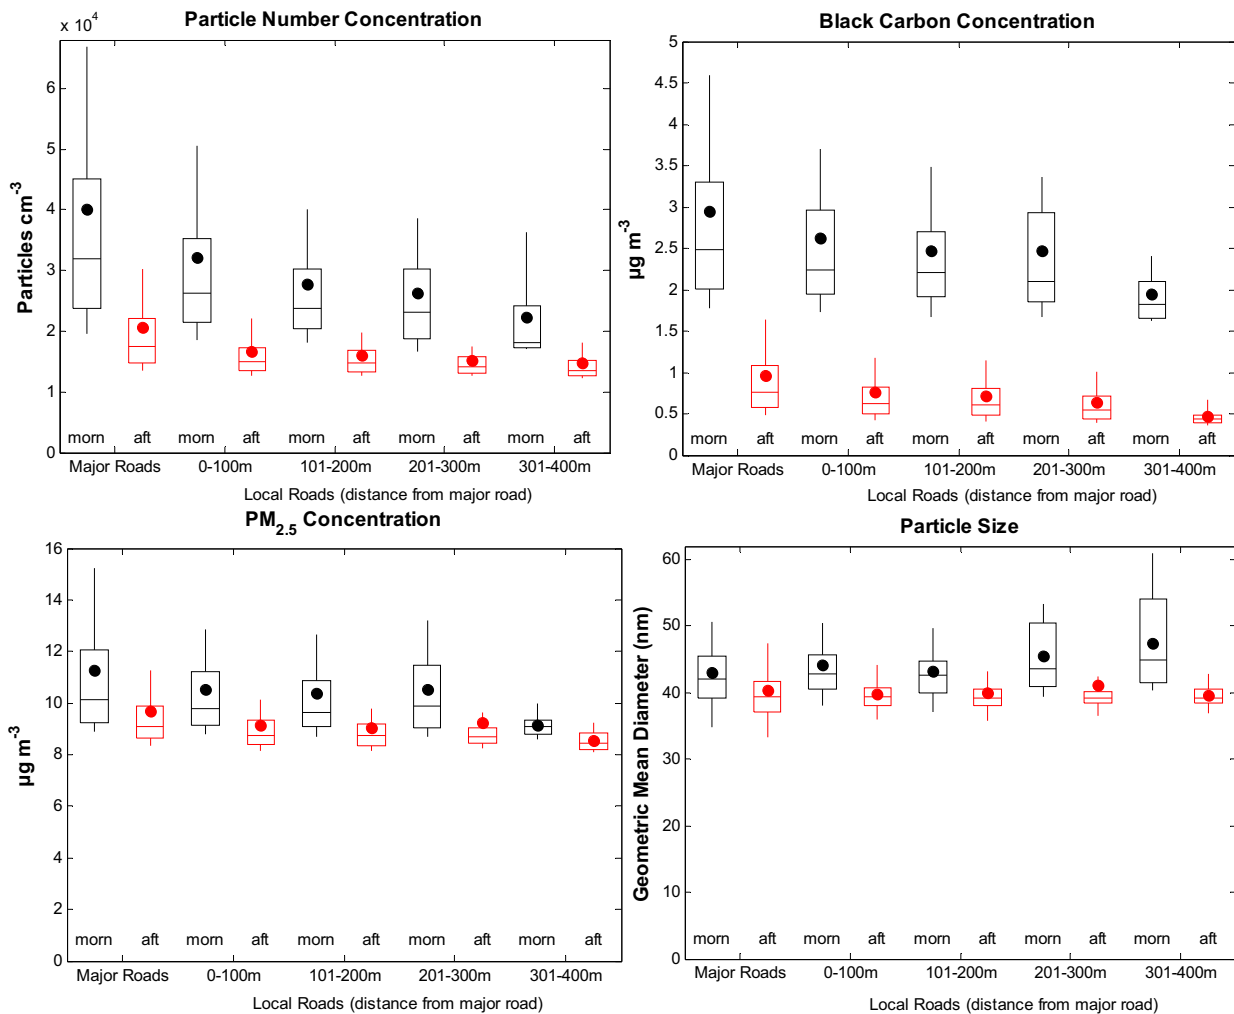 Particle Number Concentration
x 10⁴
6
5
4
3
2
1
0
Particles cm⁻³
morn aft morn aft morn aft morn aft morn aft
Major Roads 0-100m 101-200m 201-300m 301-400m
Local Roads (distance from major road)
Black Carbon Concentration
5
4.5
4
3.5
3
2.5
2
1.5
1
0.5
0
µg m⁻³
morn aft morn aft morn aft morn aft morn aft
Major Roads 0-100m 101-200m 201-300m 301-400m
Local Roads (distance from major road)
PM₂.₅ Concentration
16
14
12
10
8
6
4
2
0
µg m⁻³
morn aft morn aft morn aft morn aft morn aft
Major Roads 0-100m 101-200m 201-300m 301-400m
Local Roads (distance from major road)
Particle Size
60
50
40
30
20
10
0
Geometric Mean Diameter (nm)
morn aft morn aft morn aft morn aft morn aft
Major Roads 0-100m 101-200m 201-300m 301-400m
Local Roads (distance from major road)